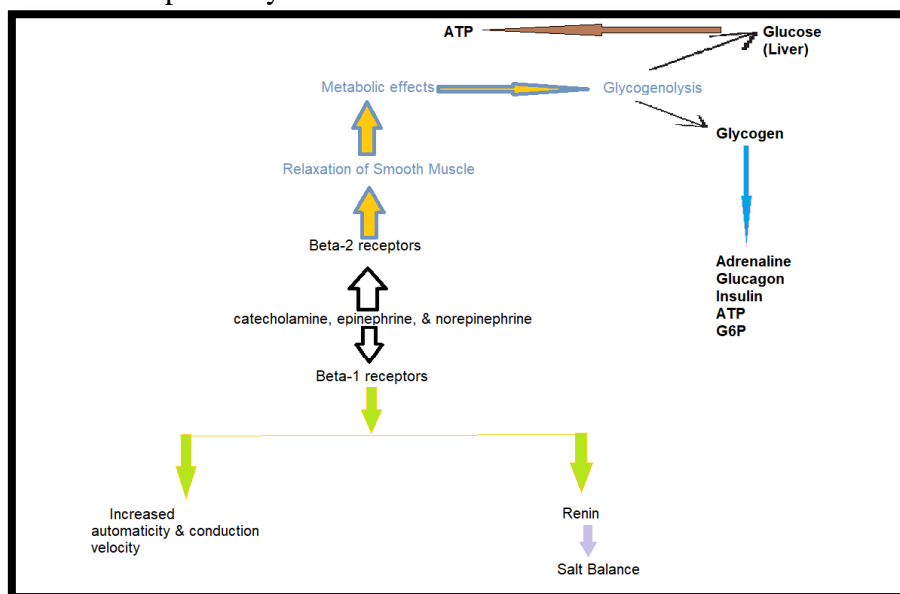 ATP
Glucose
(Liver)
Metabolic effects
Glycogenolysis
Glycogen
Relaxation of Smooth Muscle
Beta-2 receptors
Adrenaline
Glucagon
Insulin
ATP
G6P
catecholamine, epinephrine, & norepinephrine
Beta-1 receptors
Increased
automaticity & conduction
velocity
Renin
Salt Balance